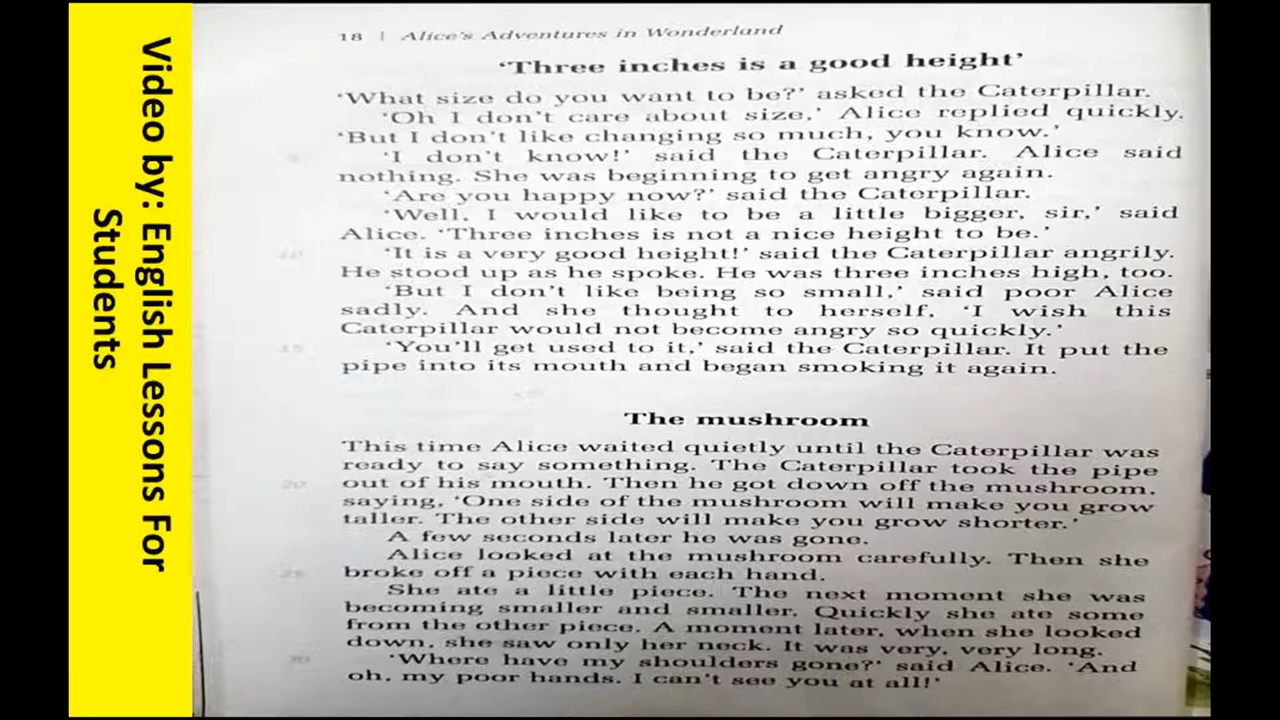 Video by: English Lessons For
Students
18 | Alice's Adventures in Wonderland
'Three inches is a good height'
'What size do you want to be?' asked the Caterpillar.
'Oh I don't care about size,' Alice replied quickly.
'But I don't like changing so much, you know.'
'I don't know!' said the Caterpillar. Alice said
nothing. She was beginning to get angry again.
'Are you happy now?' said the Caterpillar.
'Well, I would like to be a little bigger, sir,' said
Alice. 'Three inches is not a nice height to be.'
10 'It is a very good height!' said the Caterpillar angrily.
He stood up as he spoke. He was three inches high, too.
'But I don't like being so small,' said poor Alice
sadly. And she thought to herself, 'I wish this
Caterpillar would not become angry so quickly.'
15 'You'll get used to it,' said the Caterpillar. It put the
pipe into its mouth and began smoking it again.
The mushroom
This time Alice waited quietly until the Caterpillar was
ready to say something. The Caterpillar took the pipe
20 out of his mouth. Then he got down off the mushroom,
saying, 'One side of the mushroom will make you grow
taller. The other side will make you grow shorter.'
A few seconds later he was gone.
Alice looked at the mushroom carefully. Then she
25 broke off a piece with each hand.
She ate a little piece. The next moment she was
becoming smaller and smaller. Quickly she ate some
from the other piece. A moment later, when she looked
down, she saw only her neck. It was very, very long.
30 'Where have my shoulders gone?' said Alice. 'And
oh, my poor hands. I can't see you at all!'